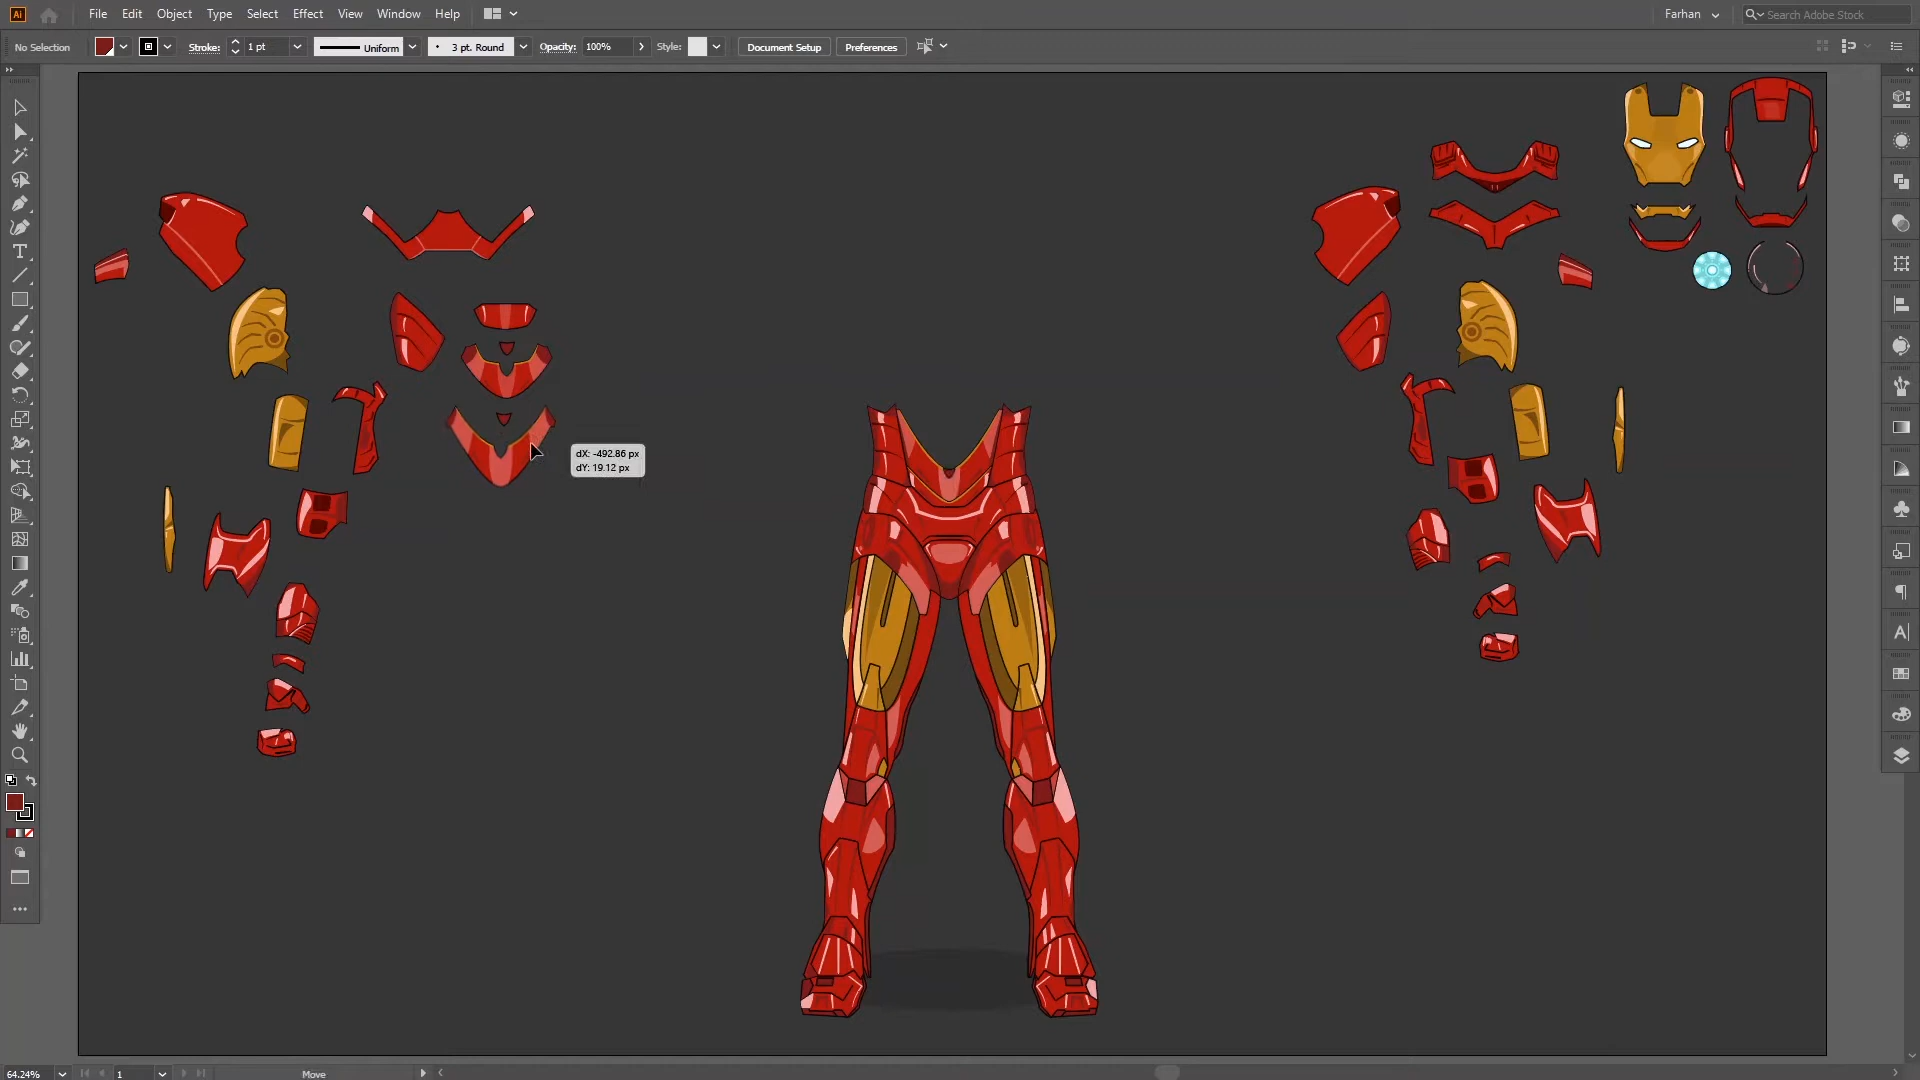 Ai File Edit Object Type Select Effect View Window Help Farhan Search Adobe Stock
No Selection Stroke: 1 pt Uniform 3 pt. Round Opacity: 100% Style: Document Setup Preferences
dX: -492.86 px
dY: 19.12 px
64.24% 1 Move